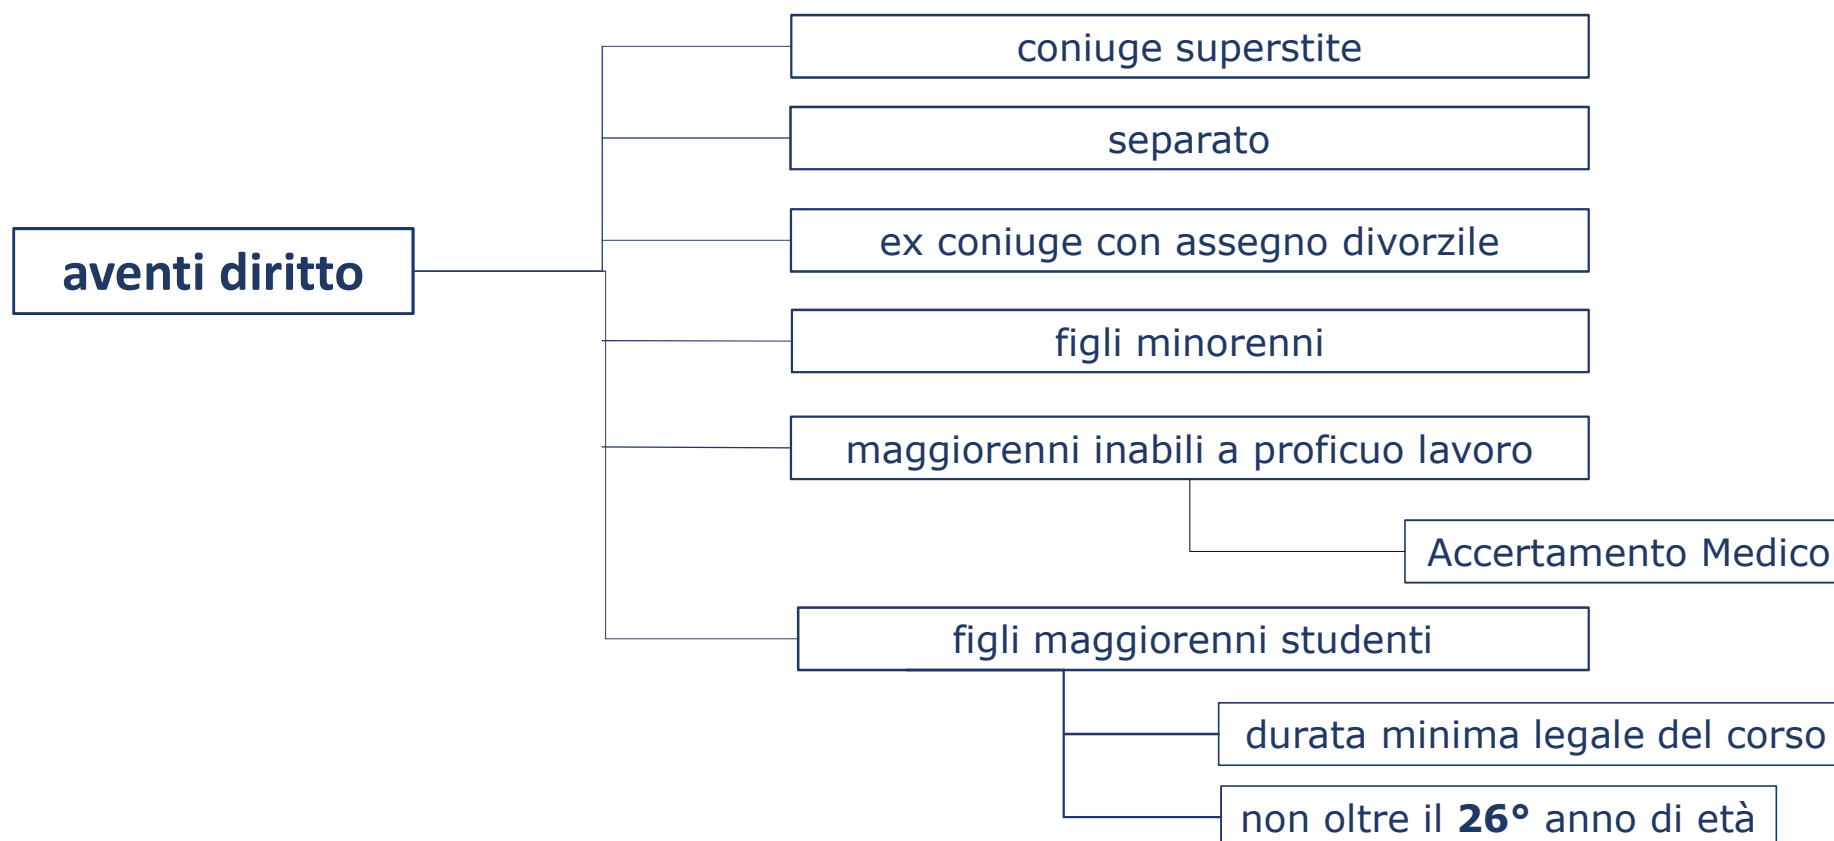 aventi diritto
coniuge superstite
separato
ex coniuge con assegno divorzile
figli minorenni
maggiorenni inabili a proficuo lavoro
Accertamento Medico
figli maggiorenni studenti
durata minima legale del corso
non oltre il 26° anno di età